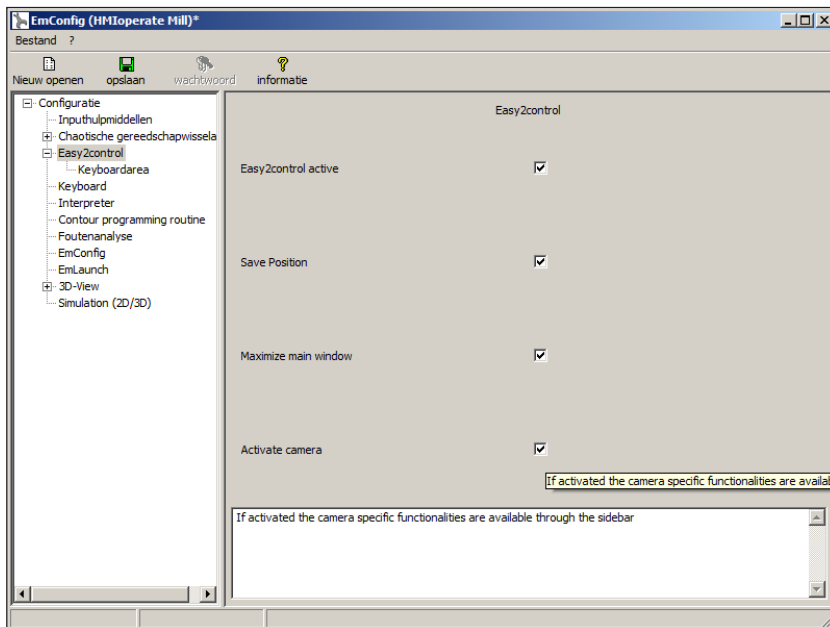 EmConfig (HMIoperate Mill)*
Bestand ?
Nieuw openen opslaan wachtwoord informatie
Configuratie
Inputhulpmiddellen
Chaotische gereedschapwissela
Easy2control
Keyboardarea
Keyboard
Interpreter
Contour programming routine
Foutenanalyse
EmConfig
EmLaunch
3D-View
Simulation (2D/3D)
Easy2control
Easy2control active
Save Position
Maximize main window
Activate camera
If activated the camera specific functionalities are availab
If activated the camera specific functionalities are available through the sidebar